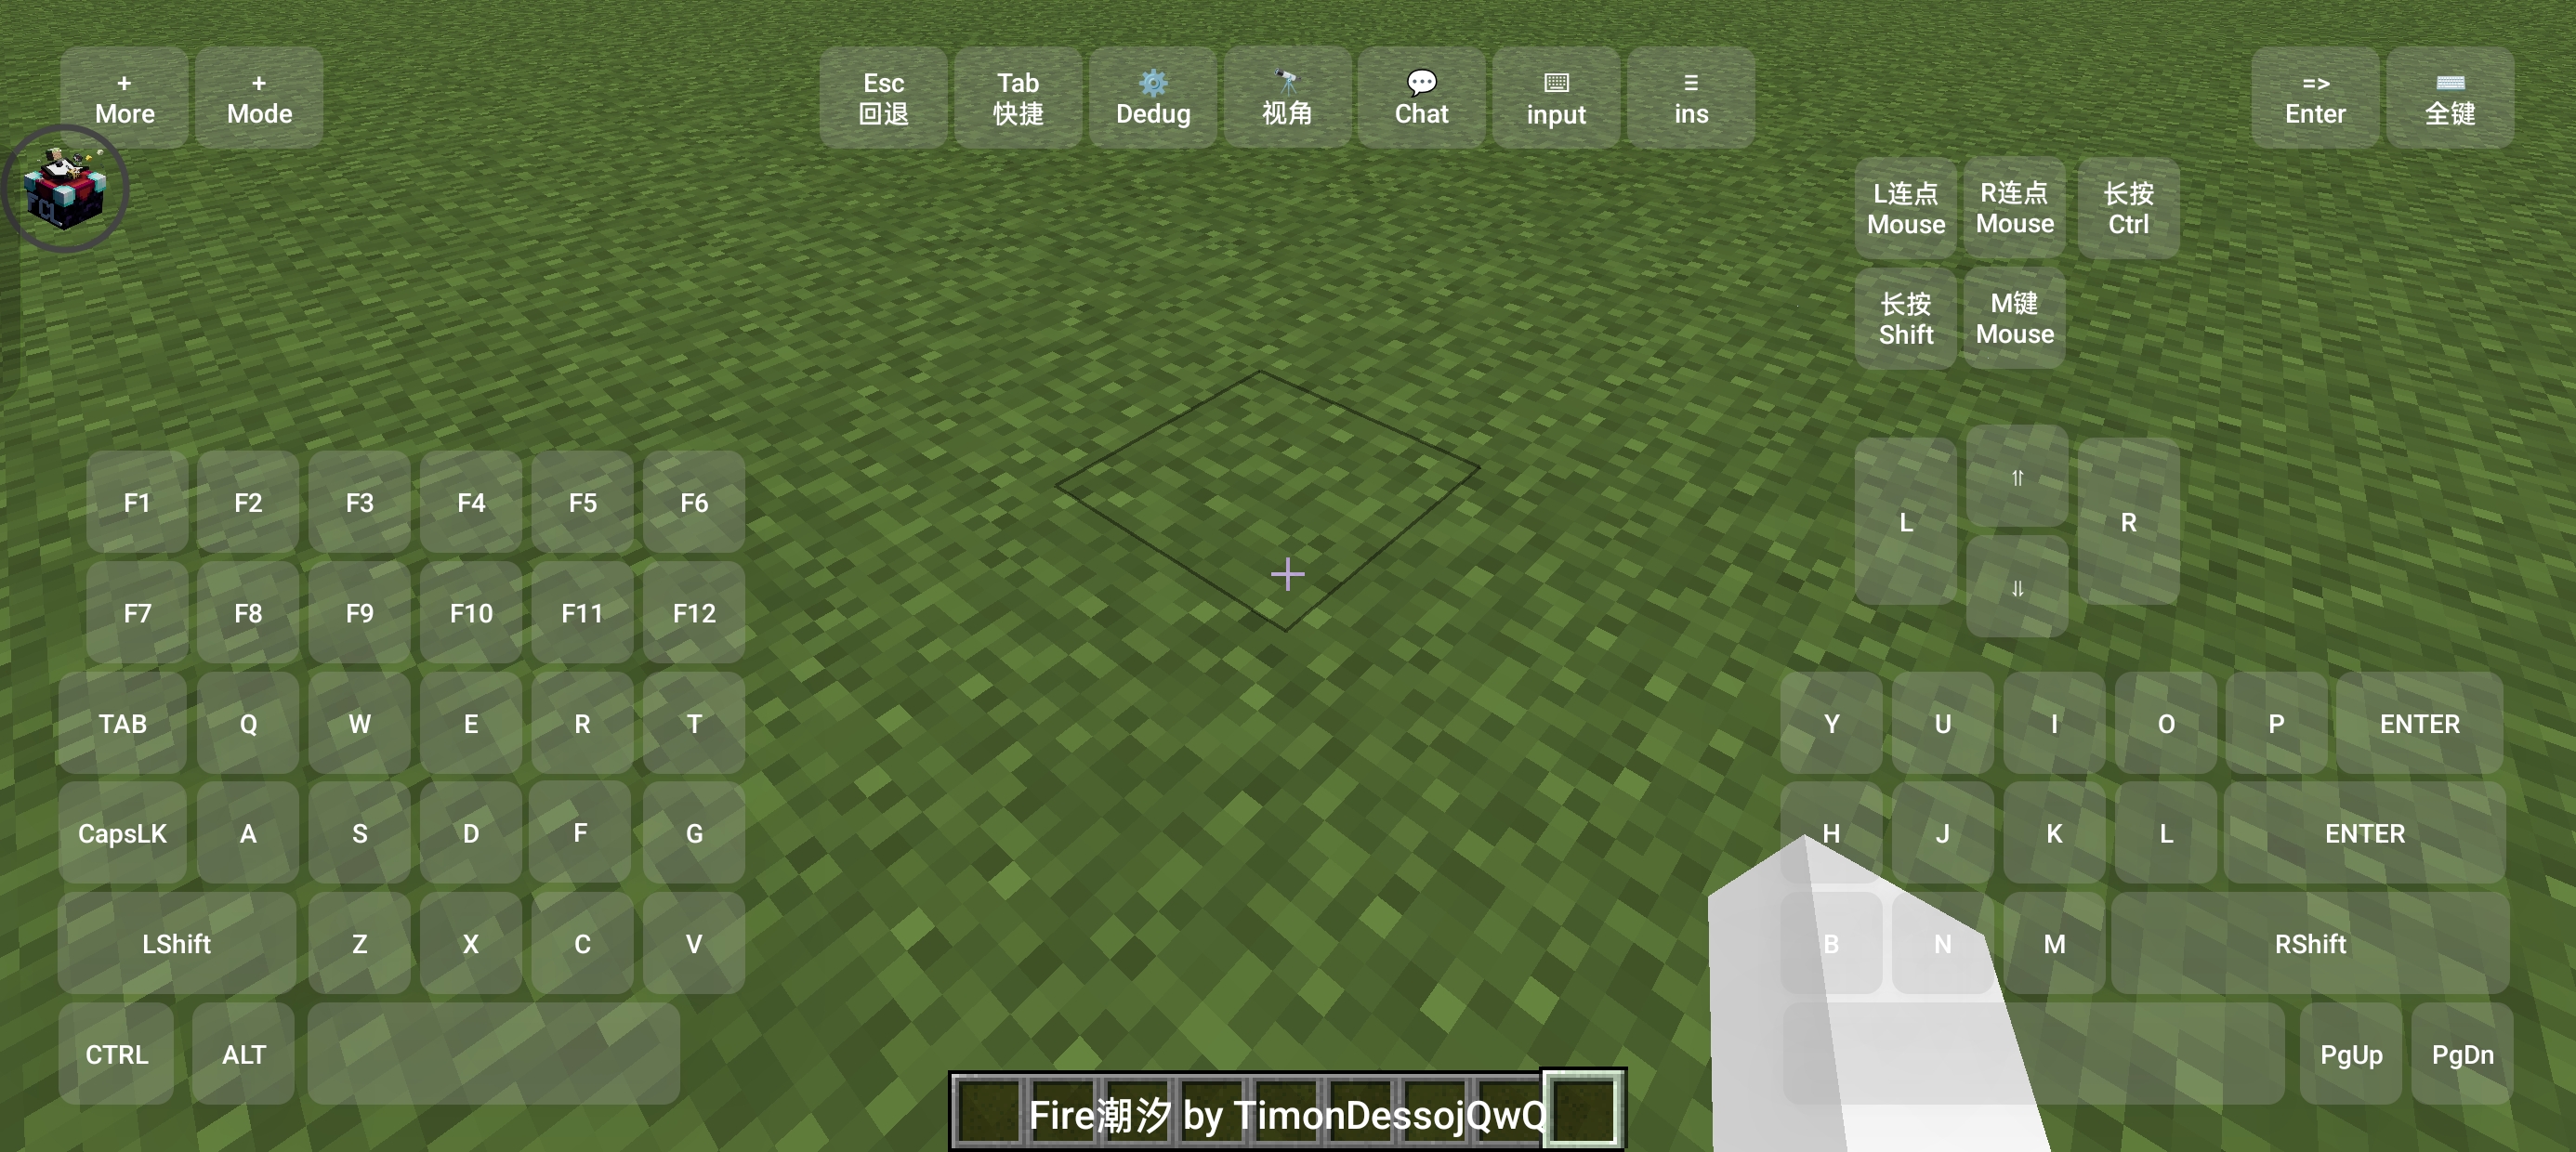 +
More
+
Mode
Esc
回退
Tab
快捷
Dedug
视角
Chat
input
ins
=>
Enter
全键
FCL
L连点
Mouse
R连点
Mouse
长按
Ctrl
长按
Shift
M键
Mouse
L
⇈
R
⇊
F1 F2 F3 F4 F5 F6
F7 F8 F9 F10 F11 F12
TAB Q W E R T
Y U I O P ENTER
CapsLK A S D F G
H J K L ENTER
LShift Z X C V
B N M RShift
CTRL ALT
PgUp PgDn
Fire潮汐 by TimonDessojQwQ